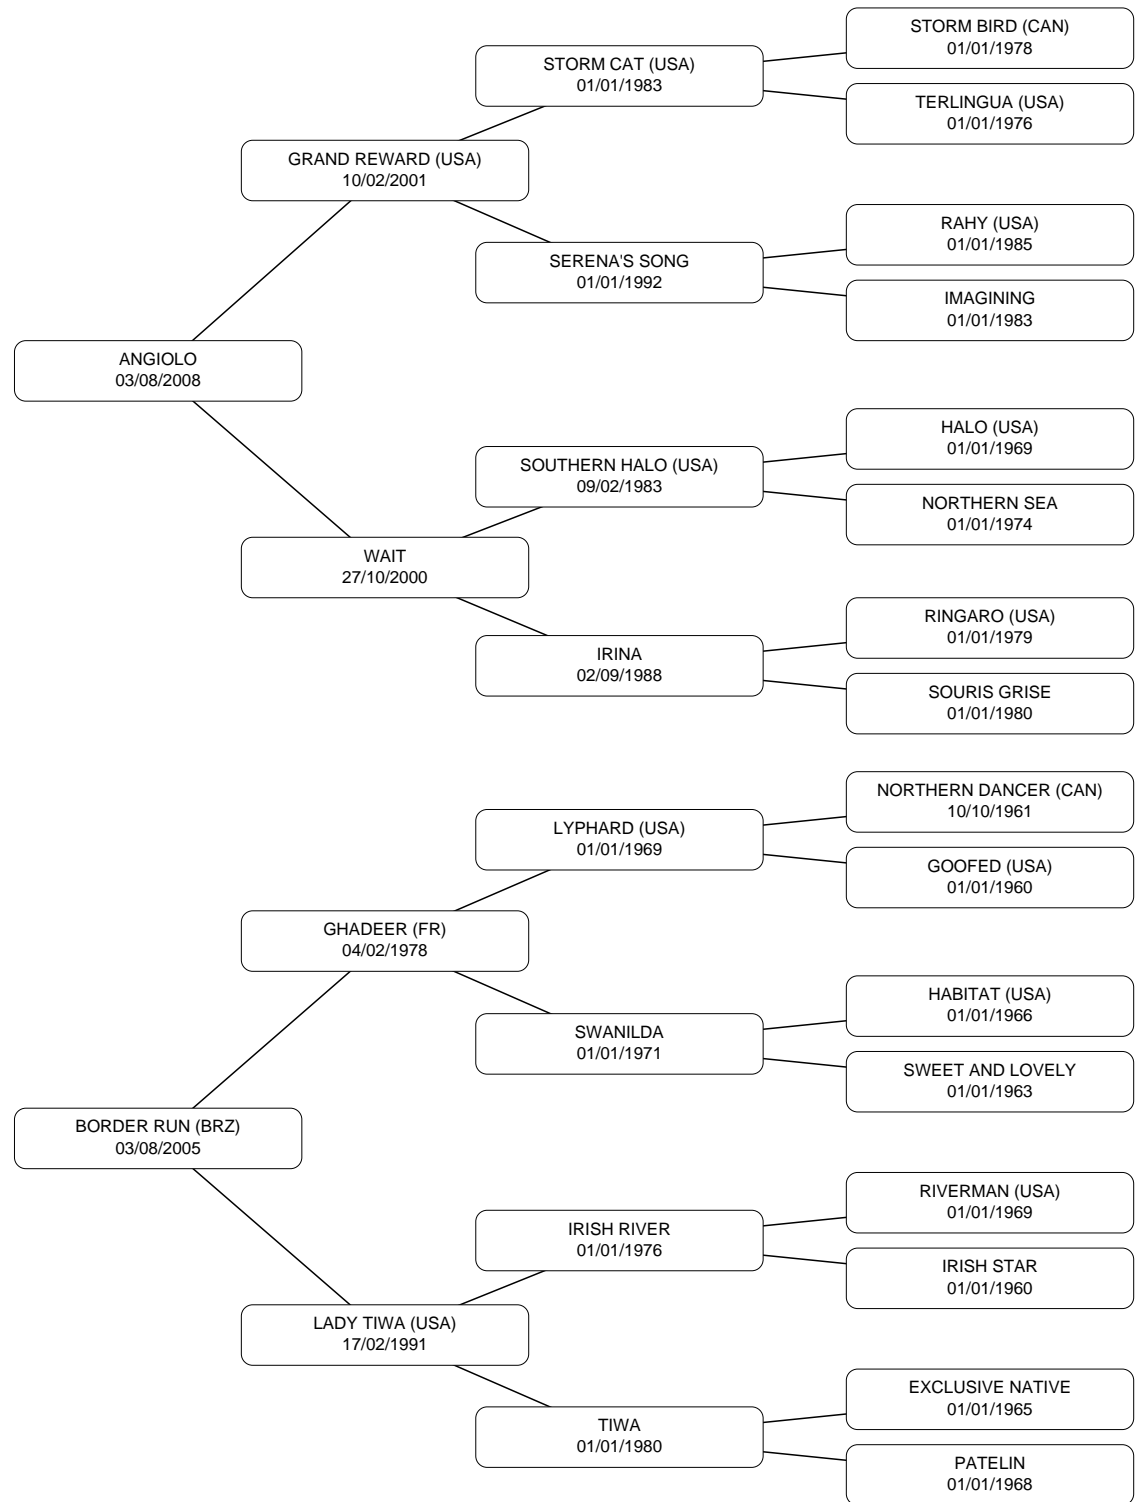 STORM BIRD (CAN)
01/01/1978
STORM CAT (USA)
01/01/1983
TERLINGUA (USA)
01/01/1976
GRAND REWARD (USA)
10/02/2001
RAHY (USA)
01/01/1985
SERENA'S SONG
01/01/1992
IMAGINING
01/01/1983
ANGIOLO
03/08/2008
HALO (USA)
01/01/1969
SOUTHERN HALO (USA)
09/02/1983
NORTHERN SEA
01/01/1974
WAIT
27/10/2000
RINGARO (USA)
01/01/1979
IRINA
02/09/1988
SOURIS GRISE
01/01/1980
NORTHERN DANCER (CAN)
10/10/1961
LYPHARD (USA)
01/01/1969
GOOFED (USA)
01/01/1960
GHADEER (FR)
04/02/1978
HABITAT (USA)
01/01/1966
SWANILDA
01/01/1971
SWEET AND LOVELY
01/01/1963
BORDER RUN (BRZ)
03/08/2005
RIVERMAN (USA)
01/01/1969
IRISH RIVER
01/01/1976
IRISH STAR
01/01/1960
LADY TIWA (USA)
17/02/1991
EXCLUSIVE NATIVE
01/01/1965
TIWA
01/01/1980
PATELIN
01/01/1968